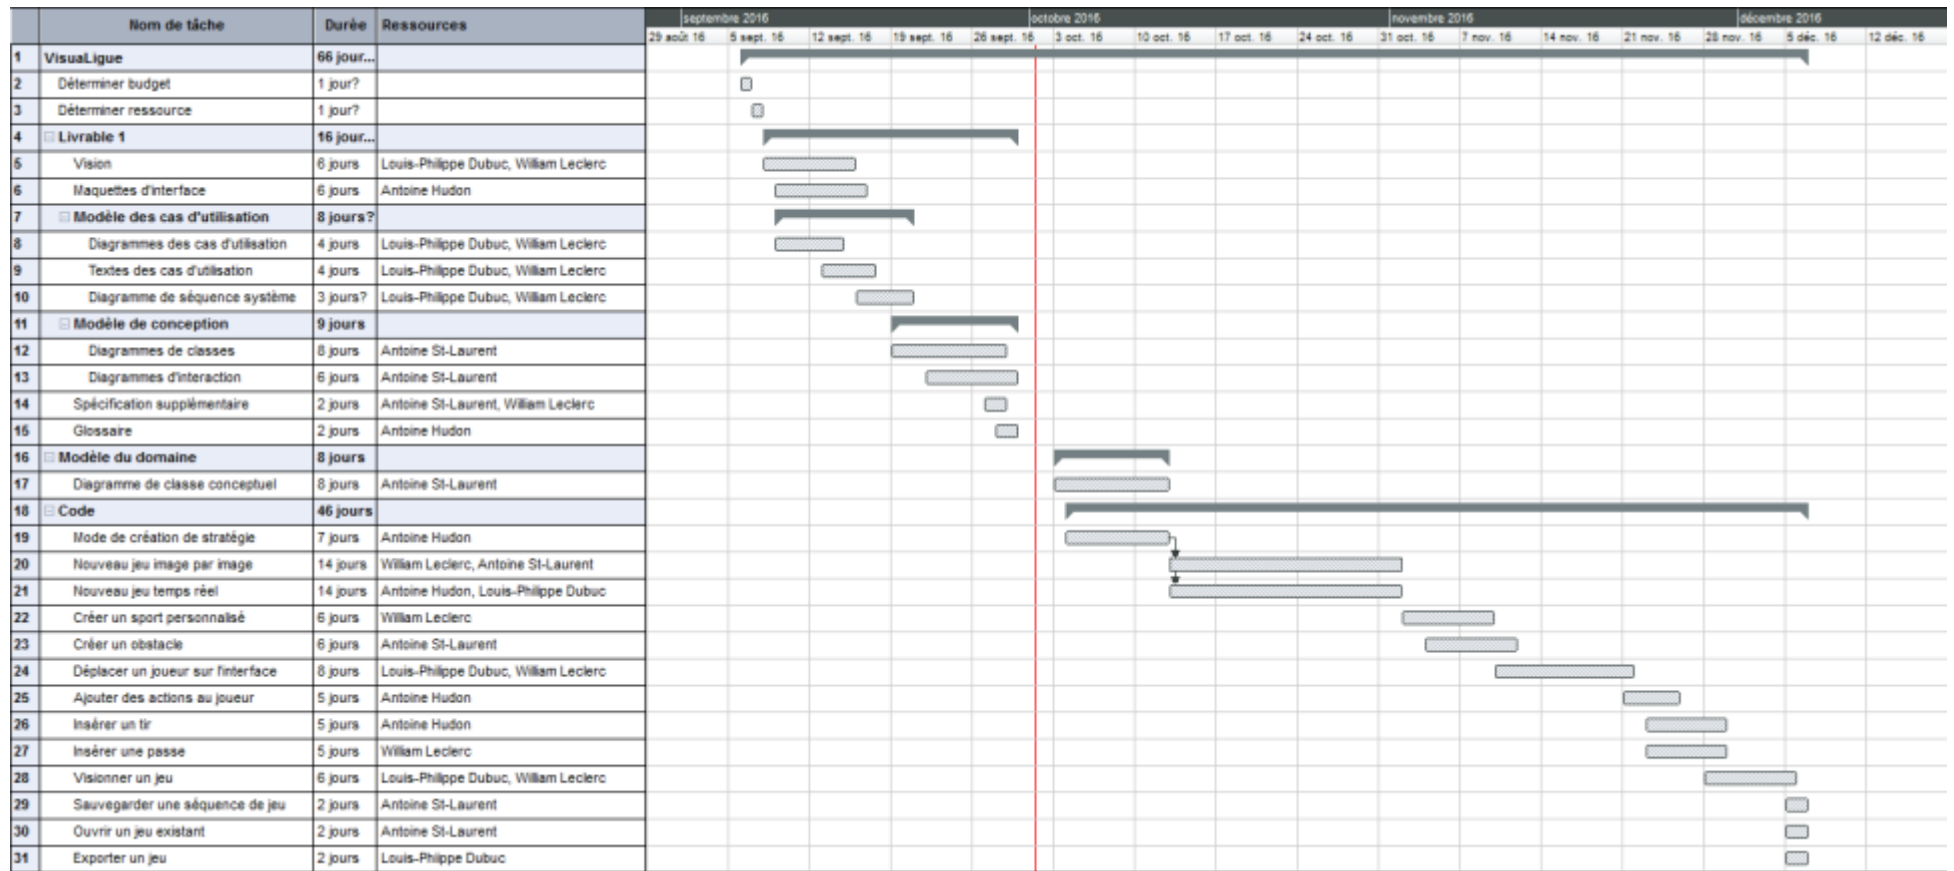 Nom de tâche Durée Ressources
septembre 2016 octobre 2016 novembre 2016 décembre 2016
29 août 16 5 sept. 16 12 sept. 16 19 sept. 16 26 sept. 16 3 oct. 16 10 oct. 16 17 oct. 16 24 oct. 16 31 oct. 16 7 nov. 16 14 nov. 16 21 nov. 16 28 nov. 16 5 déc. 16 12 déc. 16
1 VisuaLigue 66 jour...
2 Déterminer budget 1 jour?
3 Déterminer ressource 1 jour?
4 Livrable 1 16 jour...
5 Vision 6 jours Louis-Philippe Dubuc, William Leclerc
6 Maquettes d'interface 6 jours Antoine Hudon
7 Modèle des cas d'utilisation 8 jours?
8 Diagrammes des cas d'utilisation 4 jours Louis-Philippe Dubuc, William Leclerc
9 Textes des cas d'utilisation 4 jours Louis-Philippe Dubuc, William Leclerc
10 Diagramme de séquence système 3 jours? Louis-Philippe Dubuc, William Leclerc
11 Modèle de conception 9 jours
12 Diagrammes de classes 8 jours Antoine St-Laurent
13 Diagrammes d'interaction 6 jours Antoine St-Laurent
14 Spécification supplémentaire 2 jours Antoine St-Laurent, William Leclerc
15 Glossaire 2 jours Antoine Hudon
16 Modèle du domaine 8 jours
17 Diagramme de classe conceptuel 8 jours Antoine St-Laurent
18 Code 46 jours
19 Mode de création de stratégie 7 jours Antoine Hudon
20 Nouveau jeu image par image 14 jours William Leclerc, Antoine St-Laurent
21 Nouveau jeu temps réel 14 jours Antoine Hudon, Louis-Philippe Dubuc
22 Créer un sport personnalisé 6 jours William Leclerc
23 Créer un obstacle 6 jours Antoine St-Laurent
24 Déplacer un joueur sur l'interface 8 jours Louis-Philippe Dubuc, William Leclerc
25 Ajouter des actions au joueur 5 jours Antoine Hudon
26 Insérer un tir 5 jours Antoine Hudon
27 Insérer une passe 5 jours William Leclerc
28 Visionner un jeu 6 jours Louis-Philippe Dubuc, William Leclerc
29 Sauvegarder une séquence de jeu 2 jours Antoine St-Laurent
30 Ouvrir un jeu existant 2 jours Antoine St-Laurent
31 Exporter un jeu 2 jours Louis-Philippe Dubuc